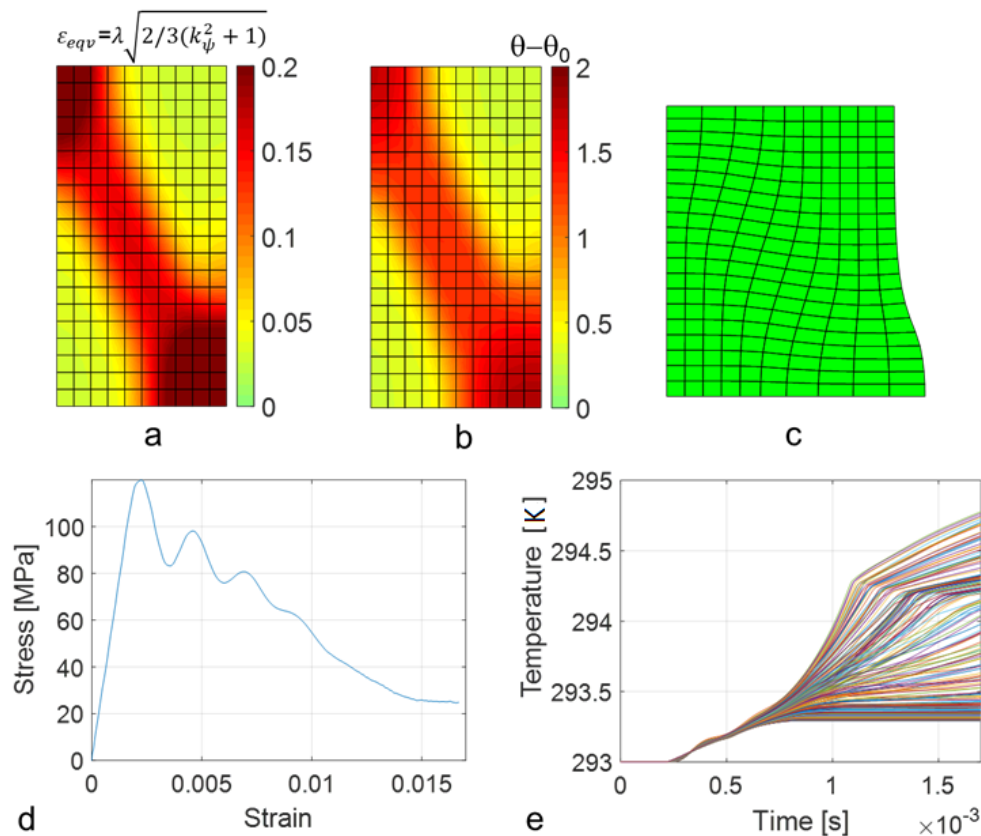 ε_eqv=λ√2/3(k_ψ^2+1)
θ−θ_0
0.2
0.15
0.1
0.05
0
2
1.5
1
0.5
0
a
b
c
100
80
60
40
20
0
Stress [MPa]
0
0.005
0.01
0.015
Strain
d
295
294.5
294
293.5
293
Temperature [K]
0
0.5
1
1.5
Time [s]
×10^-3
e